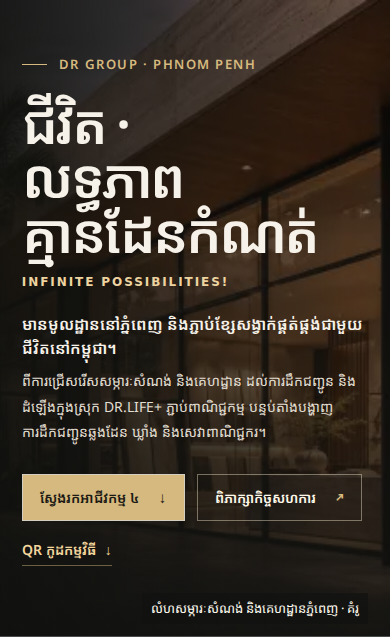 DR GROUP · PHNOM PENH
ជីវិត ·
លទ្ធភាព
គ្មានដែនកំណត់
INFINITE POSSIBILITIES!
មានមូលដ្ឋាននៅភ្នំពេញ និងភ្ជាប់ខ្សែសង្វាក់ផ្គត់ផ្គង់ជាមួយ
ជីវិតនៅកម្ពុជា។
ពីការជ្រើសរើសសម្ភារៈសំណង់ និងគេហដ្ឋាន ដល់ការដឹកជញ្ជូន និង
ដំឡើងក្នុងស្រុក DR.LIFE+ ភ្ជាប់ពាណិជ្ជកម្ម បន្ទប់តាំងបង្ហាញ
ការដឹកជញ្ជូនឆ្លងដែន ឃ្លាំង និងសេវាពាណិជ្ជករ។
ស្វែងរកអាជីវកម្ម ៤ ↓
ពិភាក្សាកិច្ចសហការ ↗
QR កូដកម្មវិធី ↓
លំហសម្ភារៈសំណង់ និងគេហដ្ឋានភ្នំពេញ · គំរូ